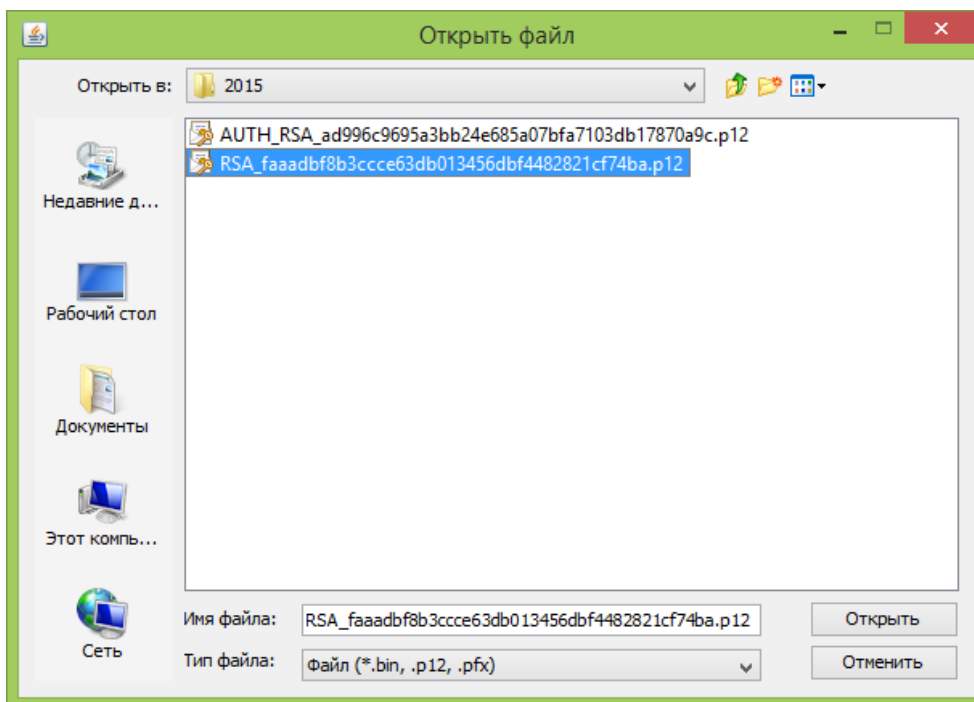 Открыть файл
Открыть в: 2015
AUTH_RSA_ad996c9695a3bb24e685a07bfa7103db17870a9c.p12
RSA_faaadbf8b3ccce63db013456dbf4482821cf74ba.p12
Недавние д...
Рабочий стол
Документы
Этот компь...
Сеть
Имя файла: RSA_faaadbf8b3ccce63db013456dbf4482821cf74ba.p12 Открыть
Тип файла: Файл (*.bin, .p12, .pfx) Отменить